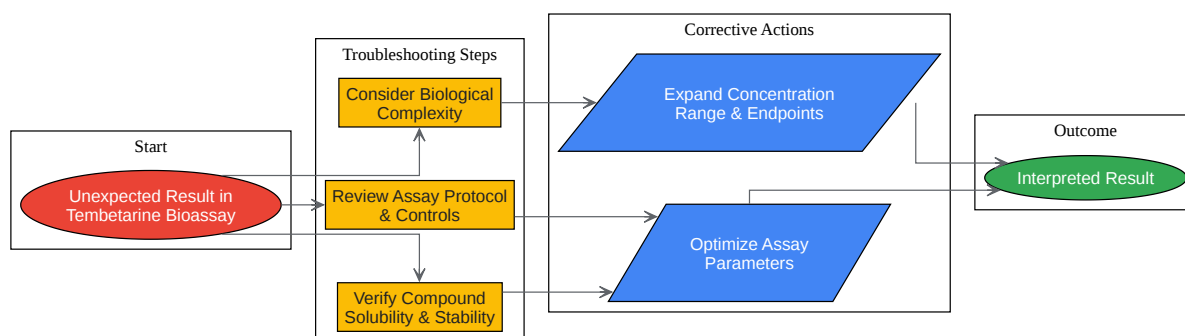 Start
Unexpected Result in
Tembetarine Bioassay
Troubleshooting Steps
Consider Biological
Complexity
Review Assay Protocol
& Controls
Verify Compound
Solubility & Stability
Corrective Actions
Expand Concentration
Range & Endpoints
Optimize Assay
Parameters
Outcome
Interpreted Result